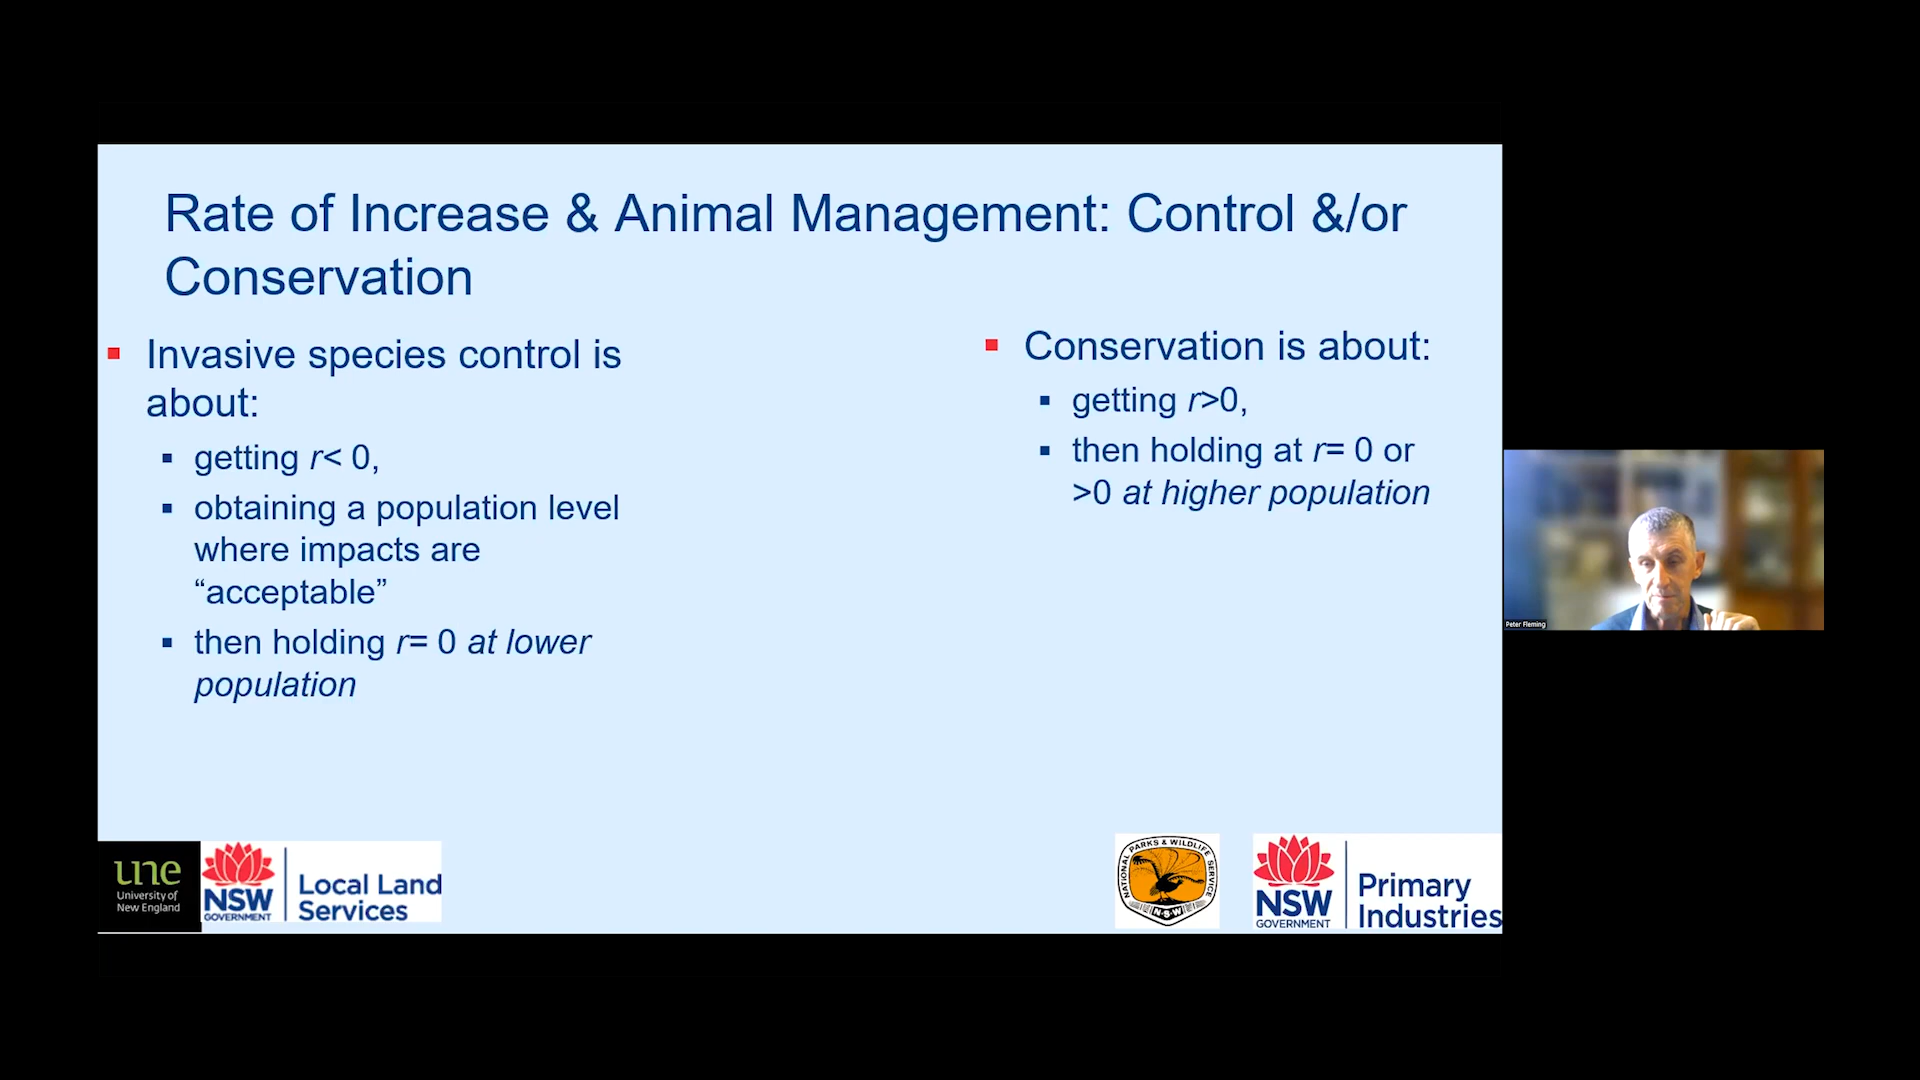 Rate of Increase & Animal Management: Control &/or
Conservation
Invasive species control is
about:
getting r< 0,
obtaining a population level
where impacts are
“acceptable”
then holding r= 0 at lower
population
Conservation is about:
getting r>0,
then holding at r= 0 or
>0 at higher population
Peter Fleming
une
University of
New England
NSW
GOVERNMENT
Local Land
Services
NATIONAL PARKS & WILDLIFE SERVICE
N.S.W
NSW
GOVERNMENT
Primary
Industries